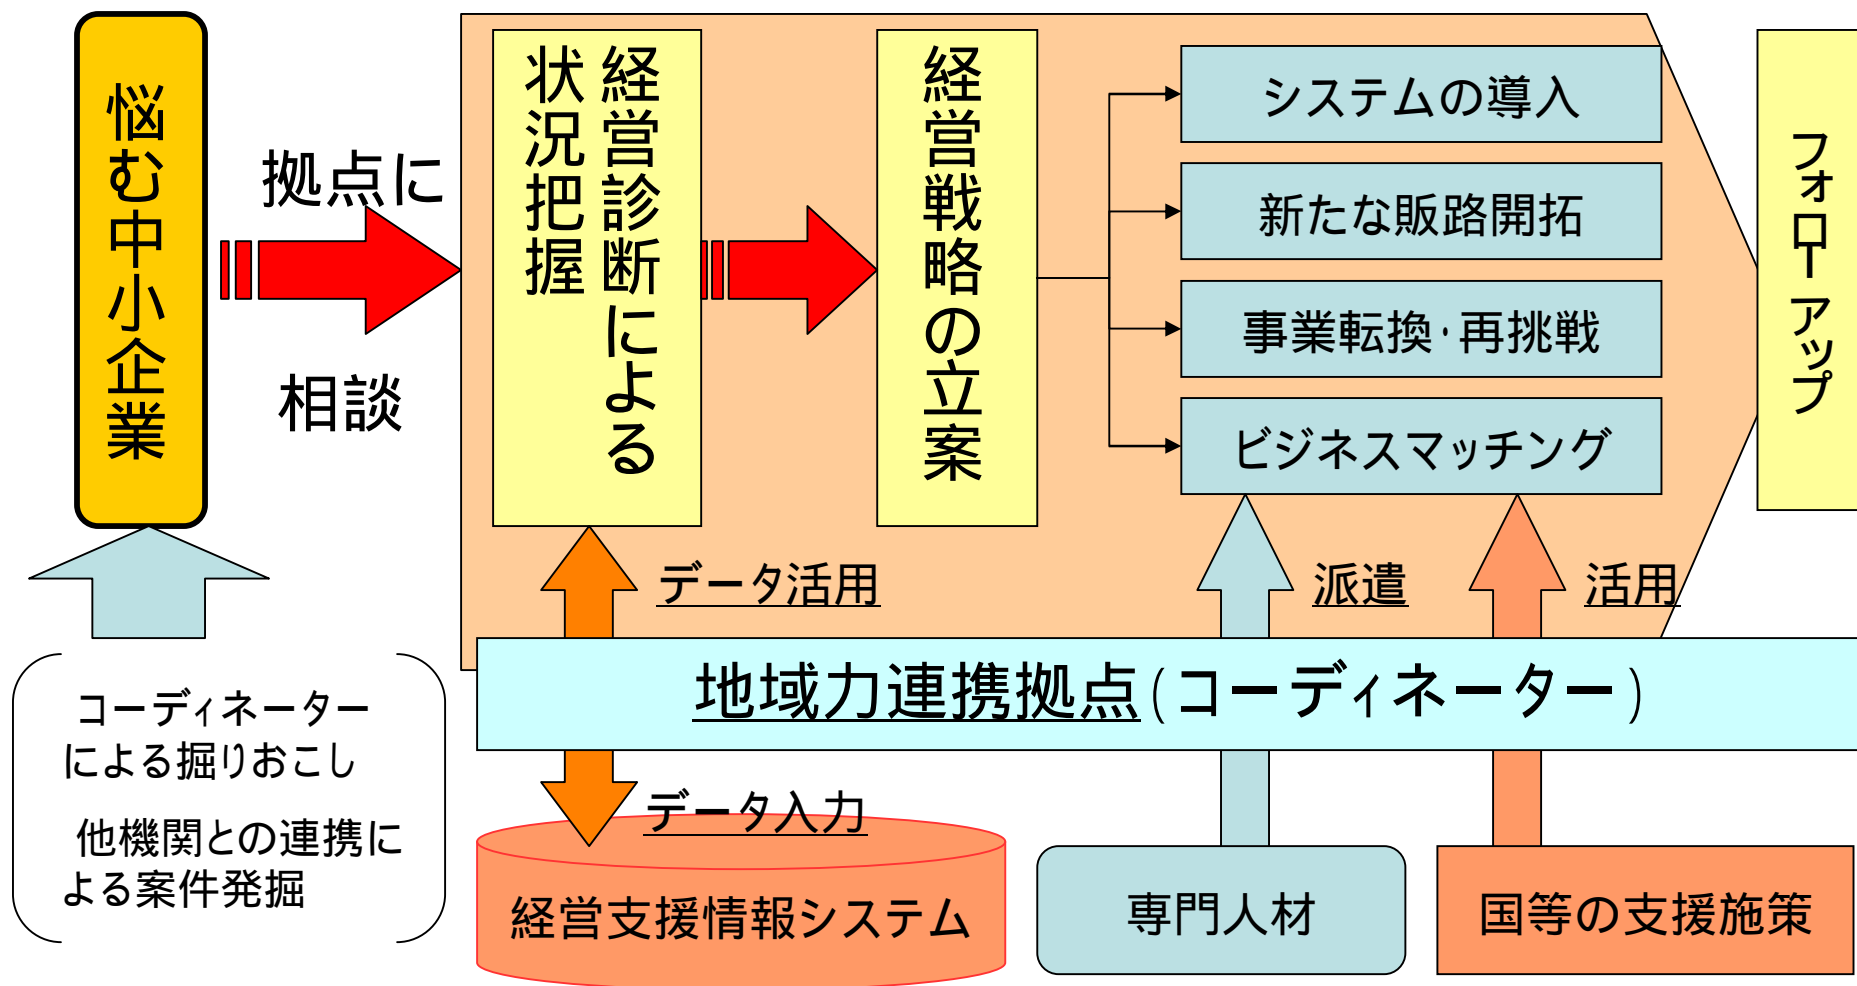 悩む中小企業
拠点に
相談
経営診断による
状況把握
経営戦略の立案
システムの導入
新たな販路開拓
事業転換・再挑戦
ビジネスマッチング
フォローアップ
データ活用
派遣
活用
地域力連携拠点(コーディネーター)
コーディネーター
による掘りおこし
他機関との連携に
よる案件発掘
データ入力
経営支援情報システム
専門人材
国等の支援施策